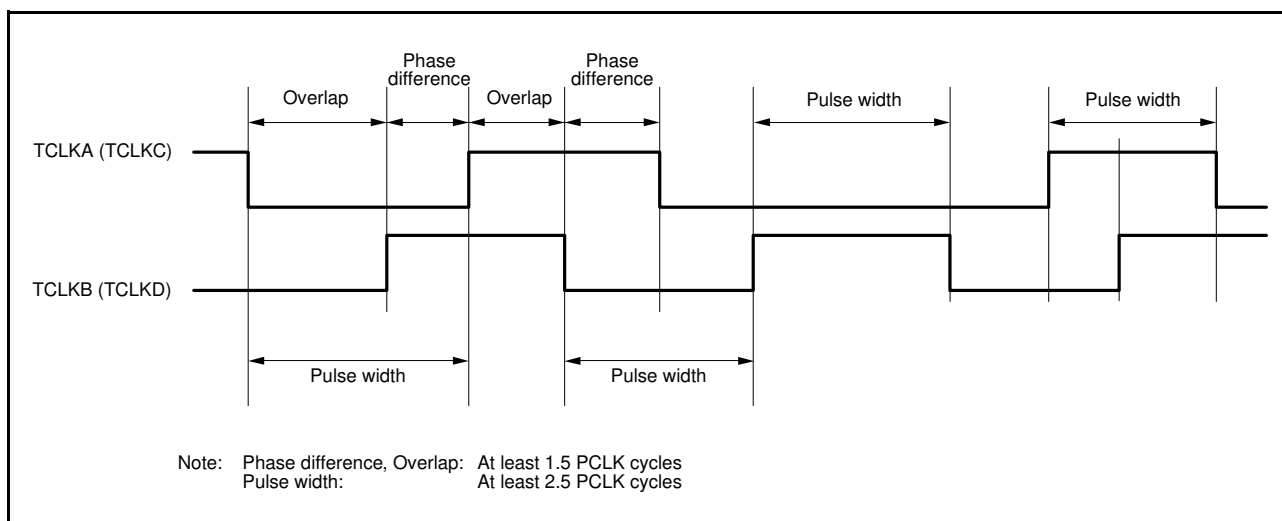 Phase
difference
Phase
difference
Overlap
Overlap
Pulse width
Pulse width
TCLKA (TCLKC)
TCLKB (TCLKD)
Pulse width
Pulse width
Note: Phase difference, Overlap: At least 1.5 PCLK cycles
Pulse width: At least 2.5 PCLK cycles